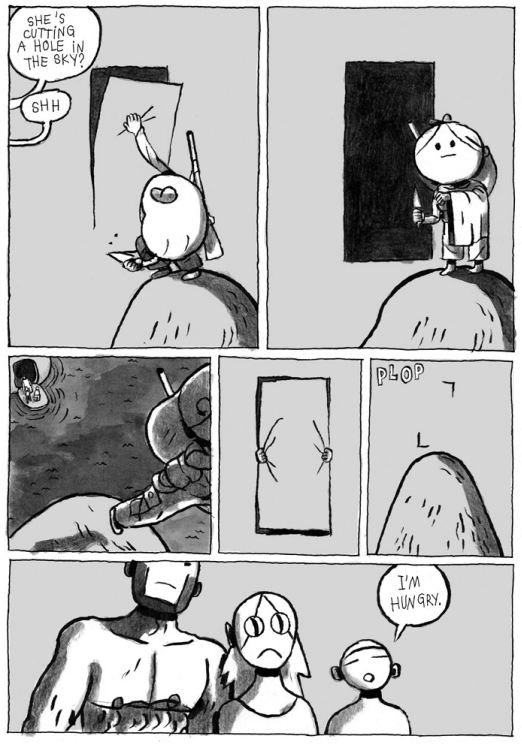 SHE'S
CUTTING
A HOLE IN
THE SKY?
SHH
PLOP
I'M
HUNGRY.